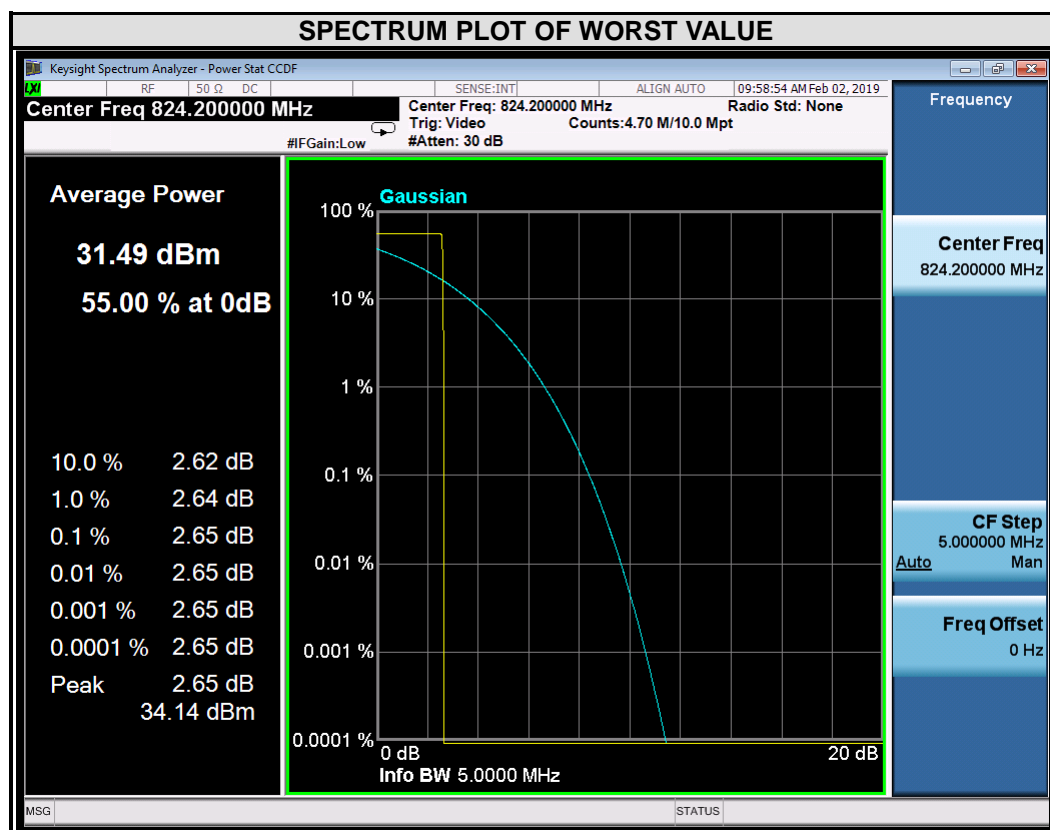 SPECTRUM PLOT OF WORST VALUE
Keysight Spectrum Analyzer - Power Stat CCDF
LXI RF 50 Ω DC SENSE:INT ALIGN AUTO 09:58:54 AM Feb 02, 2019
Center Freq 824.200000 MHz
Center Freq: 824.200000 MHz Radio Std: None
Trig: Video Counts:4.70 M/10.0 Mpt
#IFGain:Low #Atten: 30 dB
Average Power
31.49 dBm
55.00 % at 0dB
10.0 % 2.62 dB
1.0 % 2.64 dB
0.1 % 2.65 dB
0.01 % 2.65 dB
0.001 % 2.65 dB
0.0001 % 2.65 dB
Peak 2.65 dB
34.14 dBm
Gaussian
100 %
10 %
1 %
0.1 %
0.01 %
0.001 %
0.0001 %
0 dB 20 dB
Info BW 5.0000 MHz
Frequency
Center Freq
824.200000 MHz
CF Step
5.000000 MHz
Auto Man
Freq Offset
0 Hz
MSG STATUS